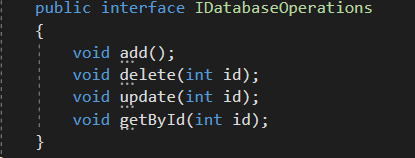 public interface IDatabaseOperations
{
void add();
void delete(int id);
void update(int id);
void getById(int id);
}